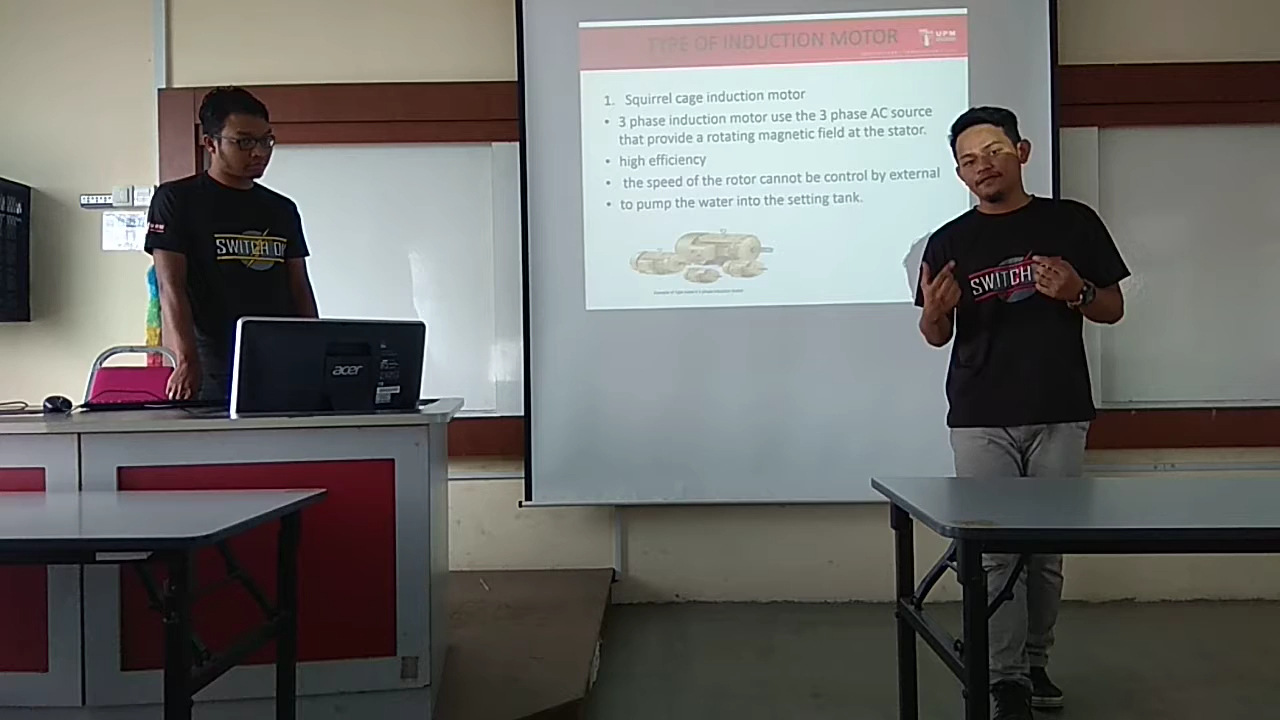 TYPE OF INDUCTION MOTOR
UPM
1. Squirrel cage induction motor
• 3 phase induction motor use the 3 phase AC source
that provide a rotating magnetic field at the stator.
• high efficiency
• the speed of the rotor cannot be control by external
• to pump the water into the setting tank.
SWITCH
SWITCH
acer